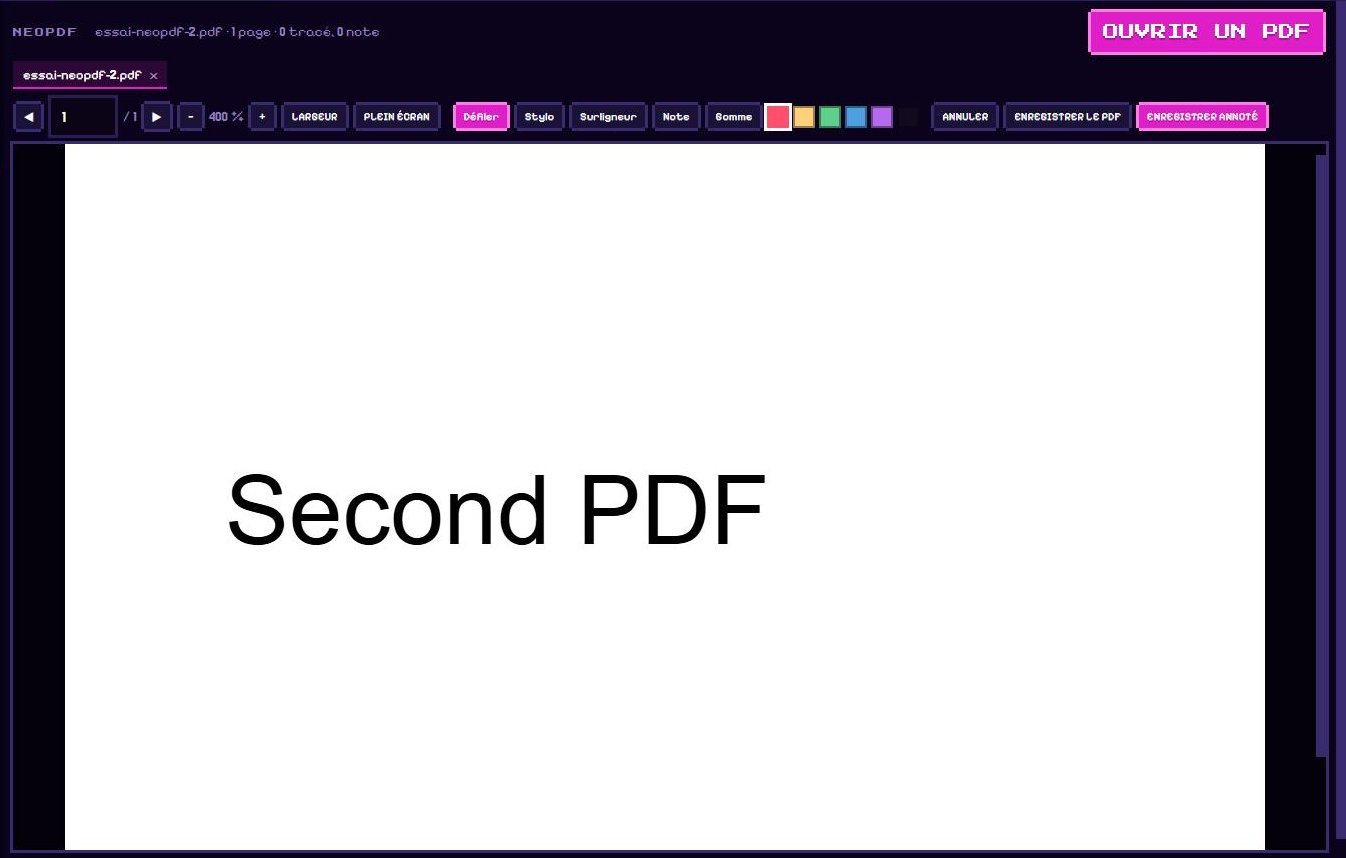 NEOPDF essai-neopdf-2.pdf · 1 page · 0 tracé, 0 note
OUVRIR UN PDF
essai-neopdf-2.pdf ×
◀ 1 / 1 ▶ - 400 % + LARGEUR PLEIN ÉCRAN Défiler Stylo Surligneur Note Gomme ANNULER ENREGISTRER LE PDF ENREGISTRER ANNOTÉ
Second PDF